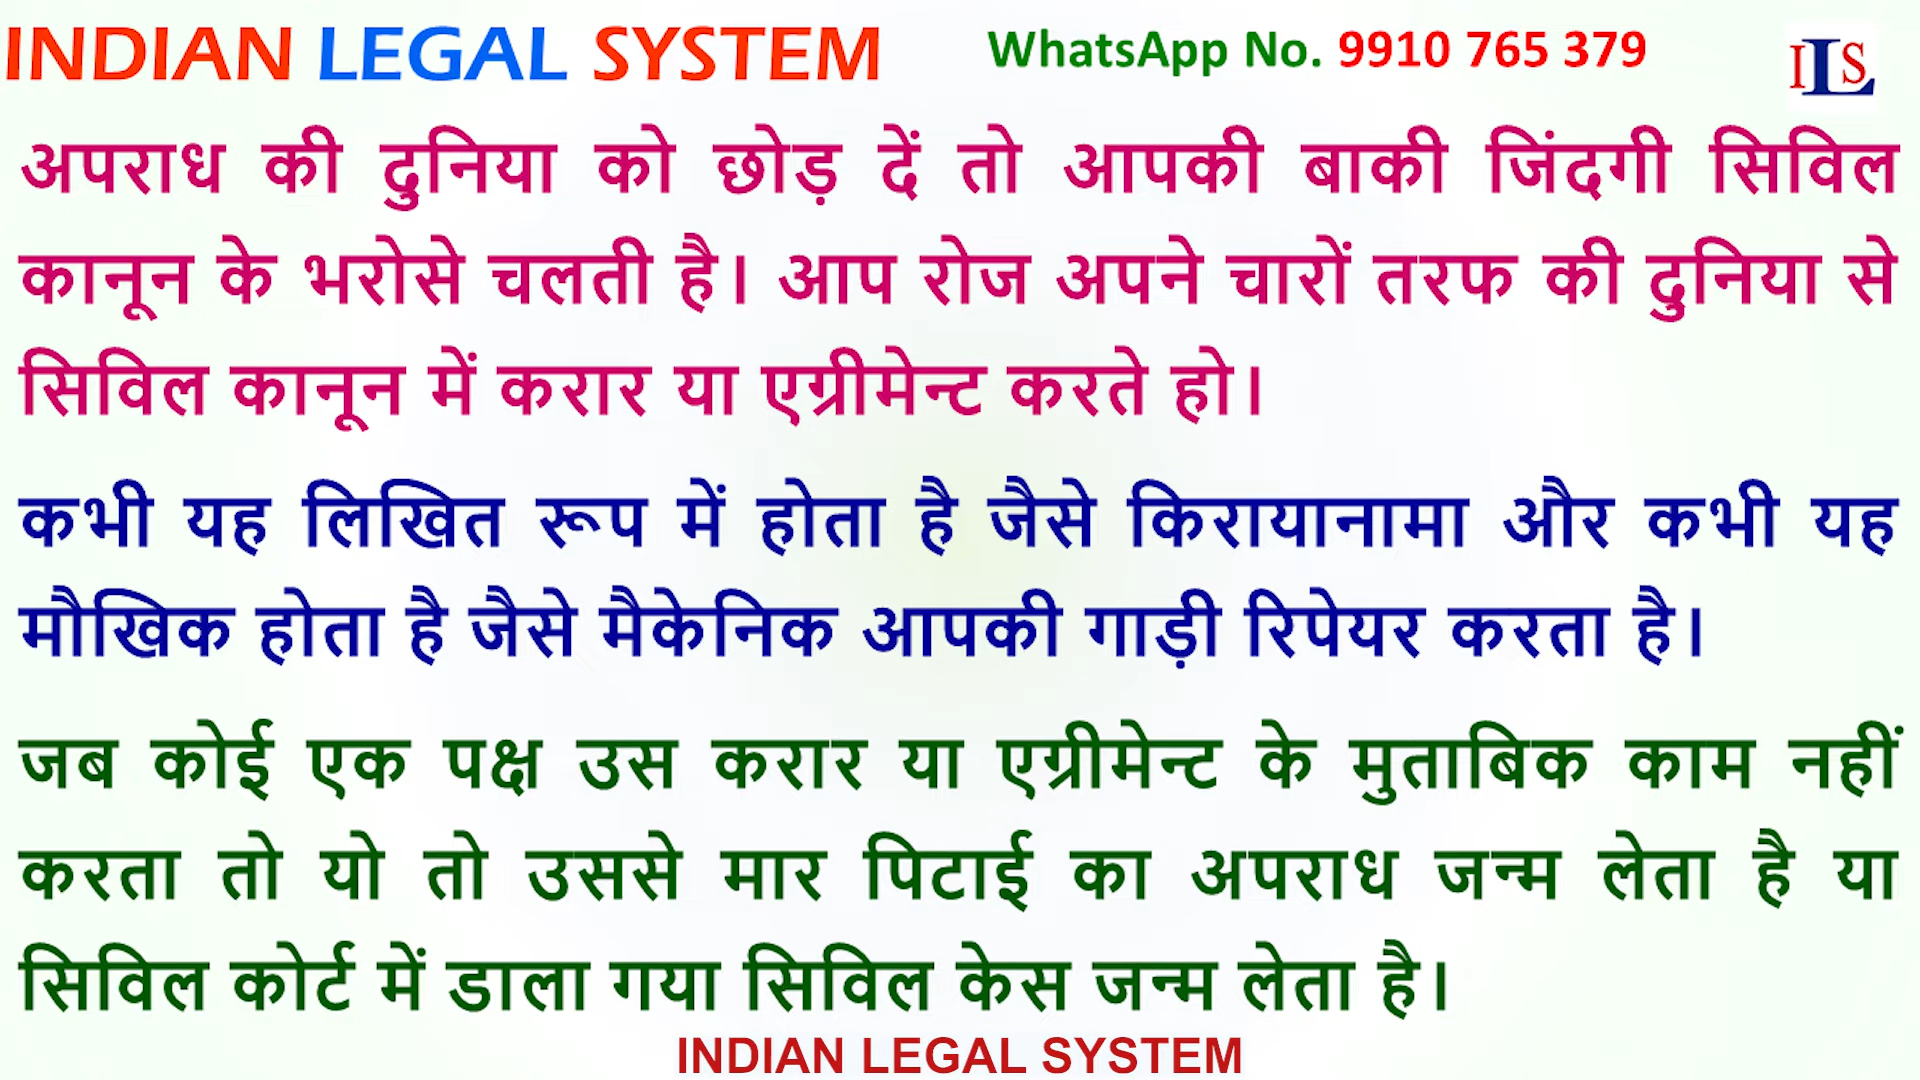 INDIAN LEGAL SYSTEM WhatsApp No. 9910 765 379 ILS
अपराध की दुनिया को छोड़ दें तो आपकी बाकी जिंदगी सिविल
कानून के भरोसे चलती है। आप रोज अपने चारों तरफ की दुनिया से
सिविल कानून में करार या एग्रीमेन्ट करते हो।
कभी यह लिखित रूप में होता है जैसे किरायानामा और कभी यह
मौखिक होता है जैसे मैकेनिक आपकी गाड़ी रिपेयर करता है।
जब कोई एक पक्ष उस करार या एग्रीमेन्ट के मुताबिक काम नहीं
करता तो यो तो उससे मार पिटाई का अपराध जन्म लेता है या
सिविल कोर्ट में डाला गया सिविल केस जन्म लेता है।
INDIAN LEGAL SYSTEM